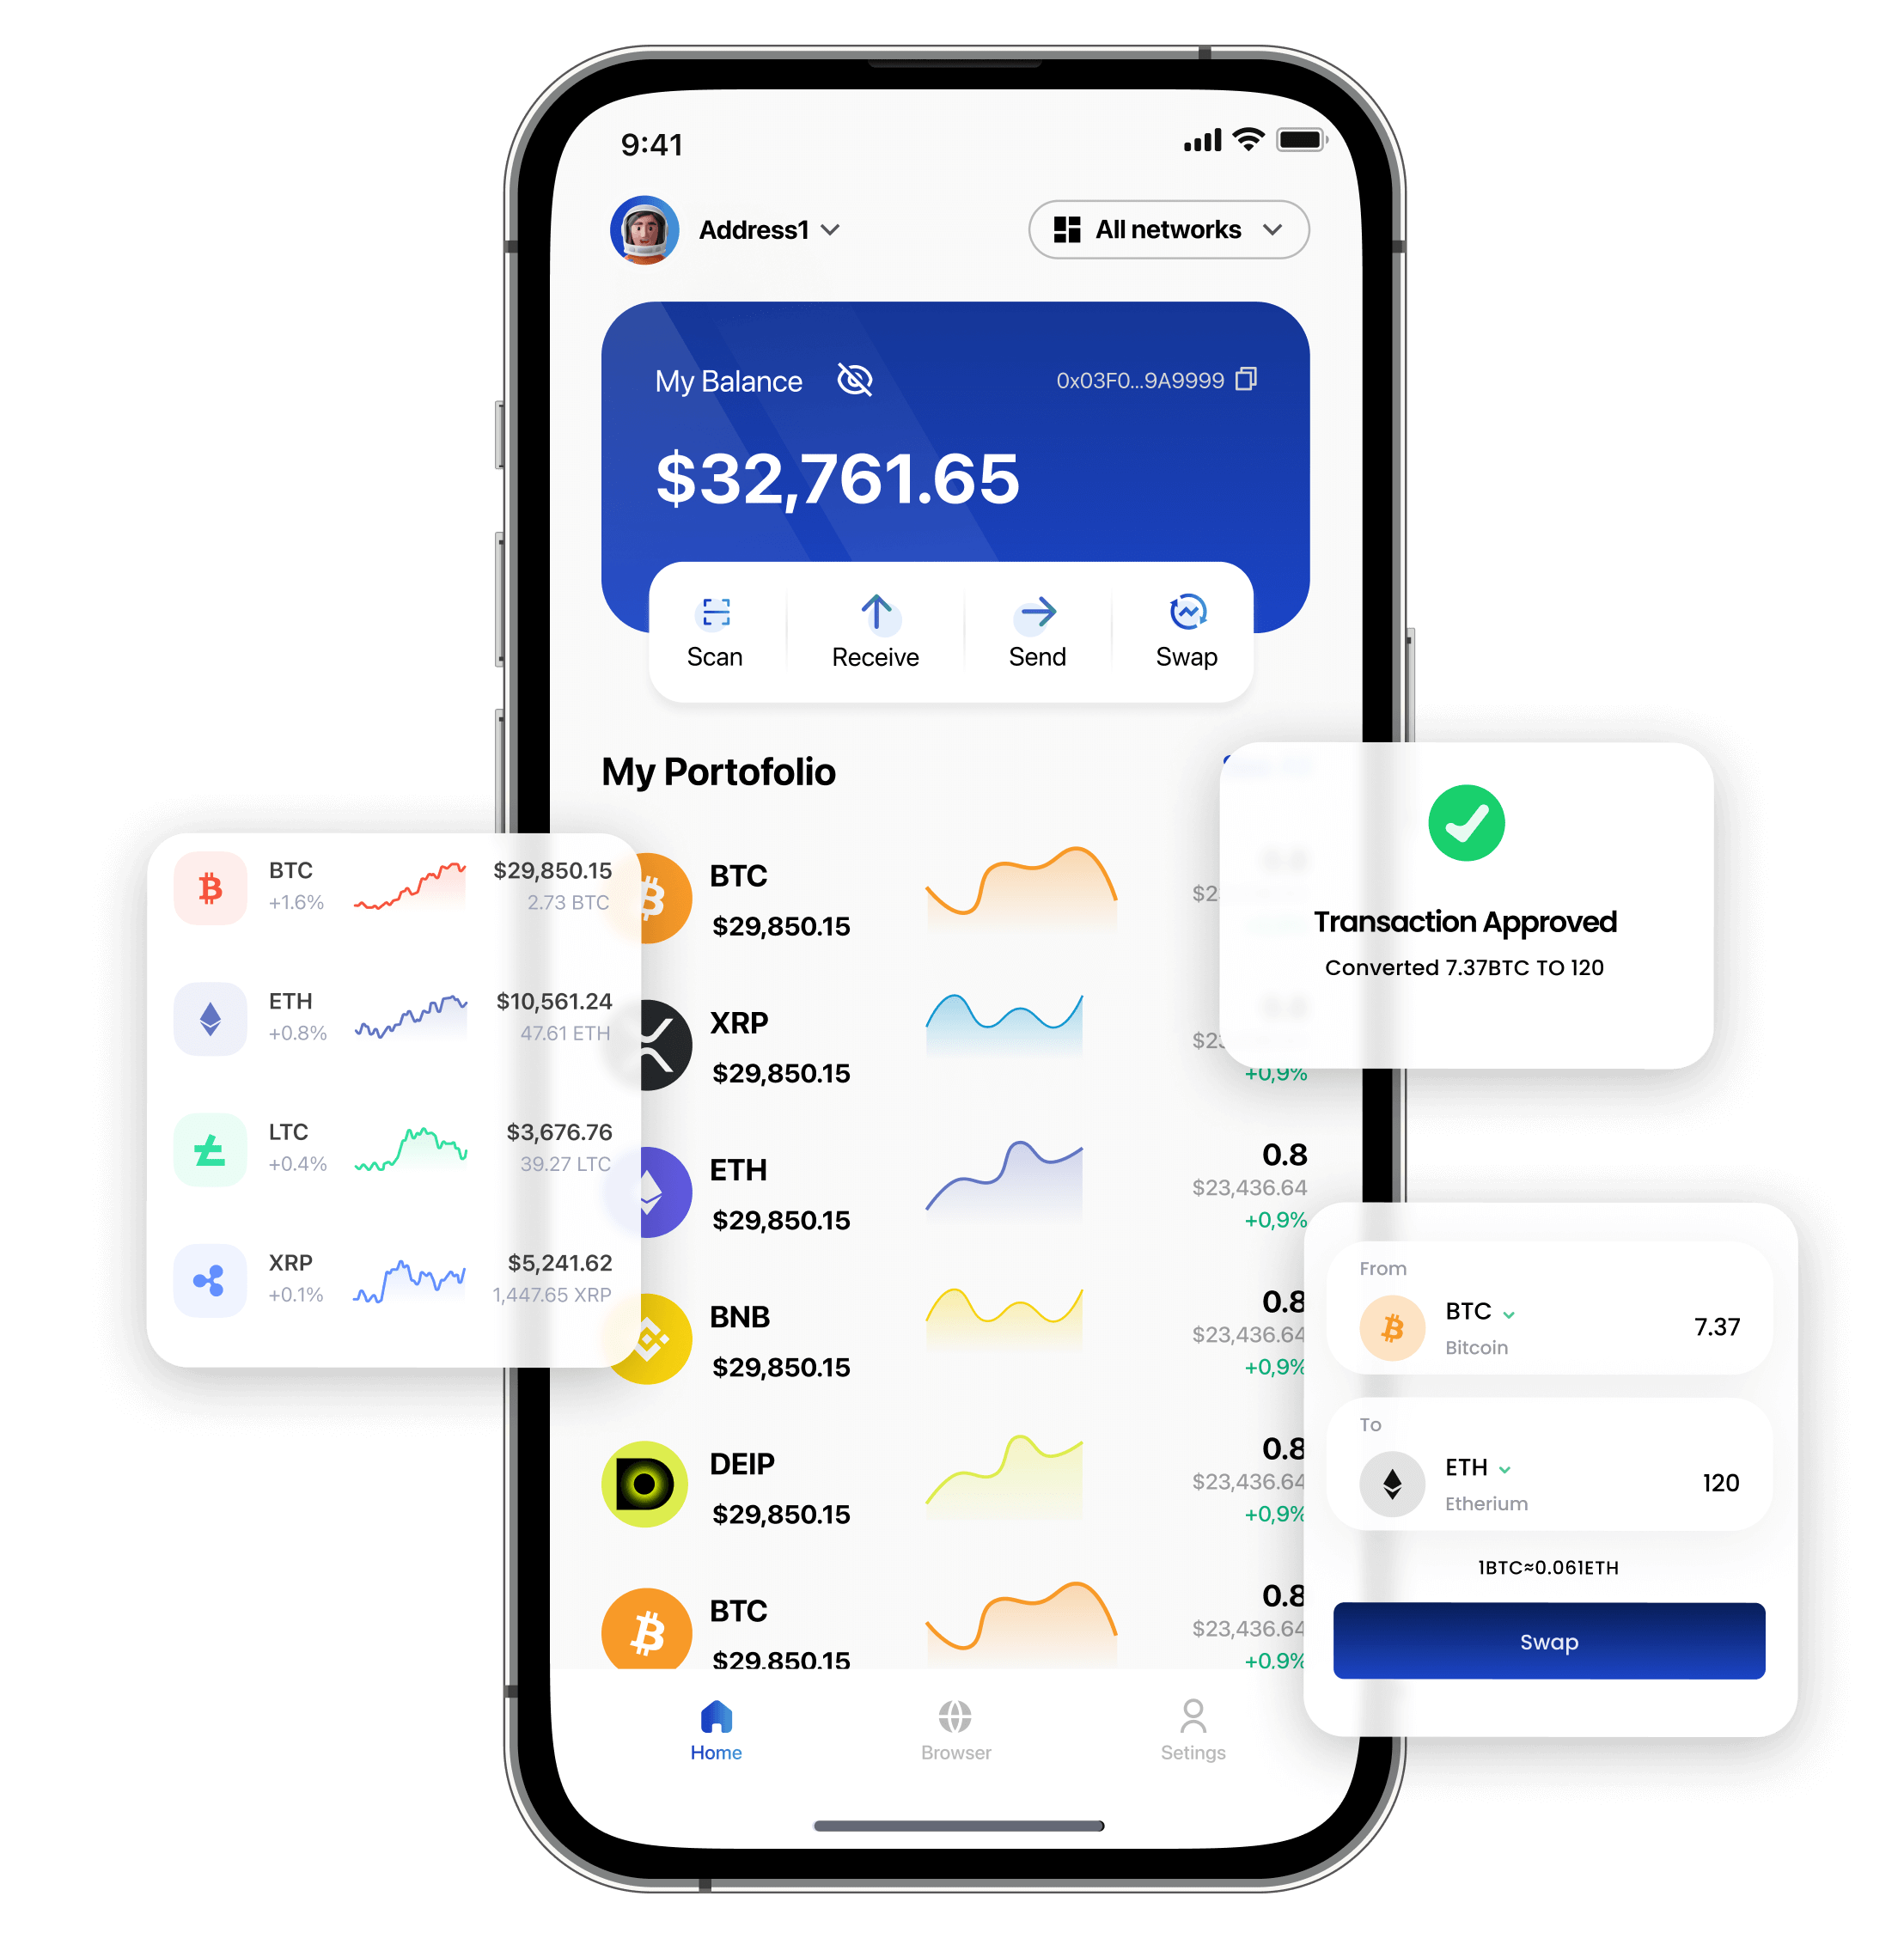 9:41
Address1
All networks
My Balance
0x03F0...9A9999
$32,761.65
Scan
Receive
Send
Swap
My Portofolio
BTC
$29,850.15
+1.6%
2.73 BTC
ETH
$10,561.24
+0.8%
47.61 ETH
LTC
$3,676.76
+0.4%
39.27 LTC
XRP
$5,241.62
+0.1%
1,447.65 XRP
BTC
$29,850.15
$23
XRP
$29,850.15
$23
+0,9%
ETH
$29,850.15
0.8
$23,436.64
+0,9%
BNB
$29,850.15
0.8
$23,436.64
+0,9%
DEIP
$29,850.15
0.8
$23,436.64
+0,9%
BTC
$29,850.15
0.8
$23,436.64
+0,9%
Transaction Approved
Converted 7.37BTC TO 120
From
BTC
7.37
Bitcoin
To
ETH
120
Etherium
1BTC≈0.061ETH
Swap
Home
Browser
Setings